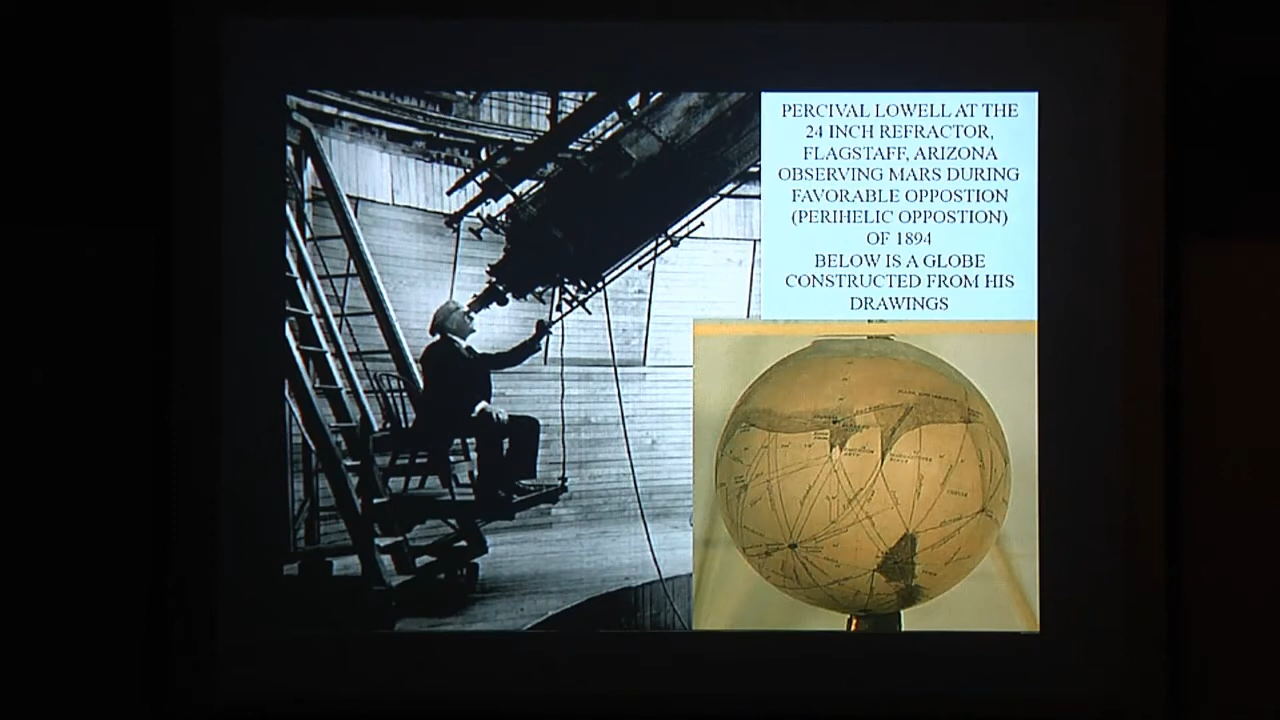 PERCIVAL LOWELL AT THE
24 INCH REFRACTOR,
FLAGSTAFF, ARIZONA
OBSERVING MARS DURING
FAVORABLE OPPOSTION
(PERIHELIC OPPOSTION)
OF 1894
BELOW IS A GLOBE
CONSTRUCTED FROM HIS
DRAWINGS